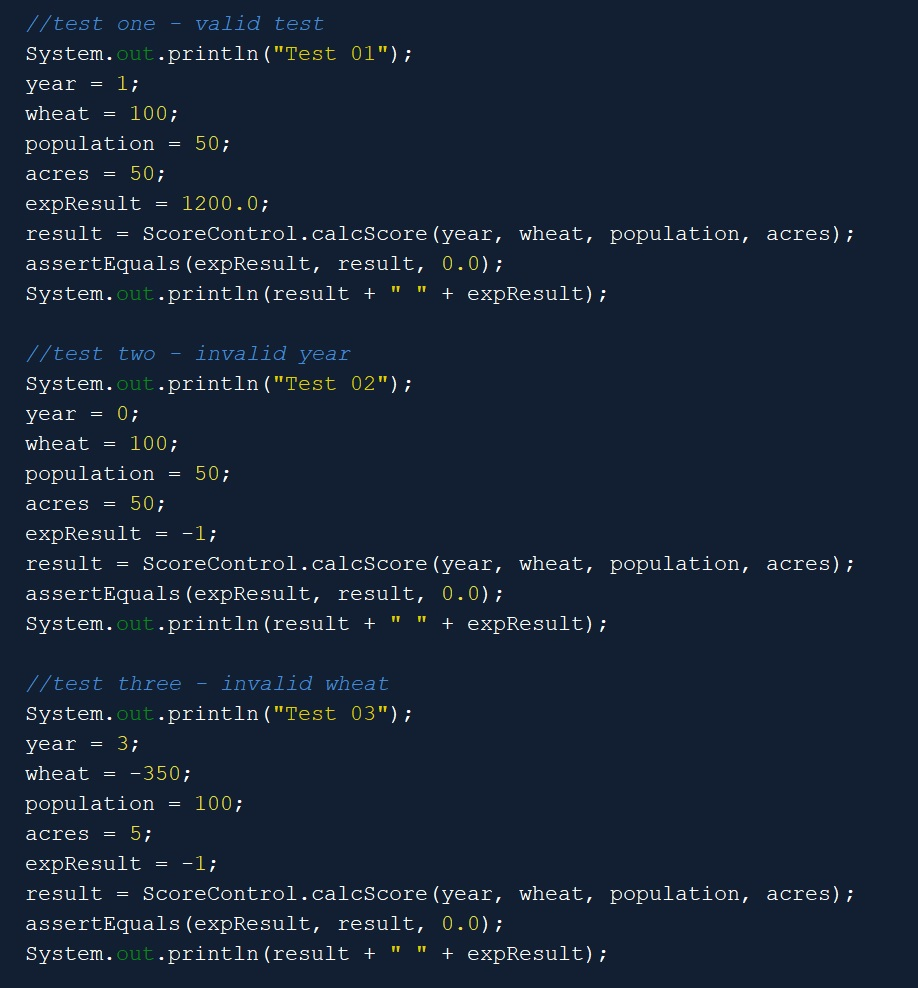 //test one - valid test
System.out.println("Test 01");
year = 1;
wheat = 100;
population = 50;
acres = 50;
expResult = 1200.0;
result = ScoreControl.calcScore(year, wheat, population, acres);
assertEquals(expResult, result, 0.0);
System.out.println(result + " " + expResult);
//test two - invalid year
System.out.println("Test 02");
year = 0;
wheat = 100;
population = 50;
acres = 50;
expResult = -1;
result = ScoreControl.calcScore(year, wheat, population, acres);
assertEquals(expResult, result, 0.0);
System.out.println(result + " " + expResult);
//test three - invalid wheat
System.out.println("Test 03");
year = 3;
wheat = -350;
population = 100;
acres = 5;
expResult = -1;
result = ScoreControl.calcScore(year, wheat, population, acres);
assertEquals(expResult, result, 0.0);
System.out.println(result + " " + expResult);